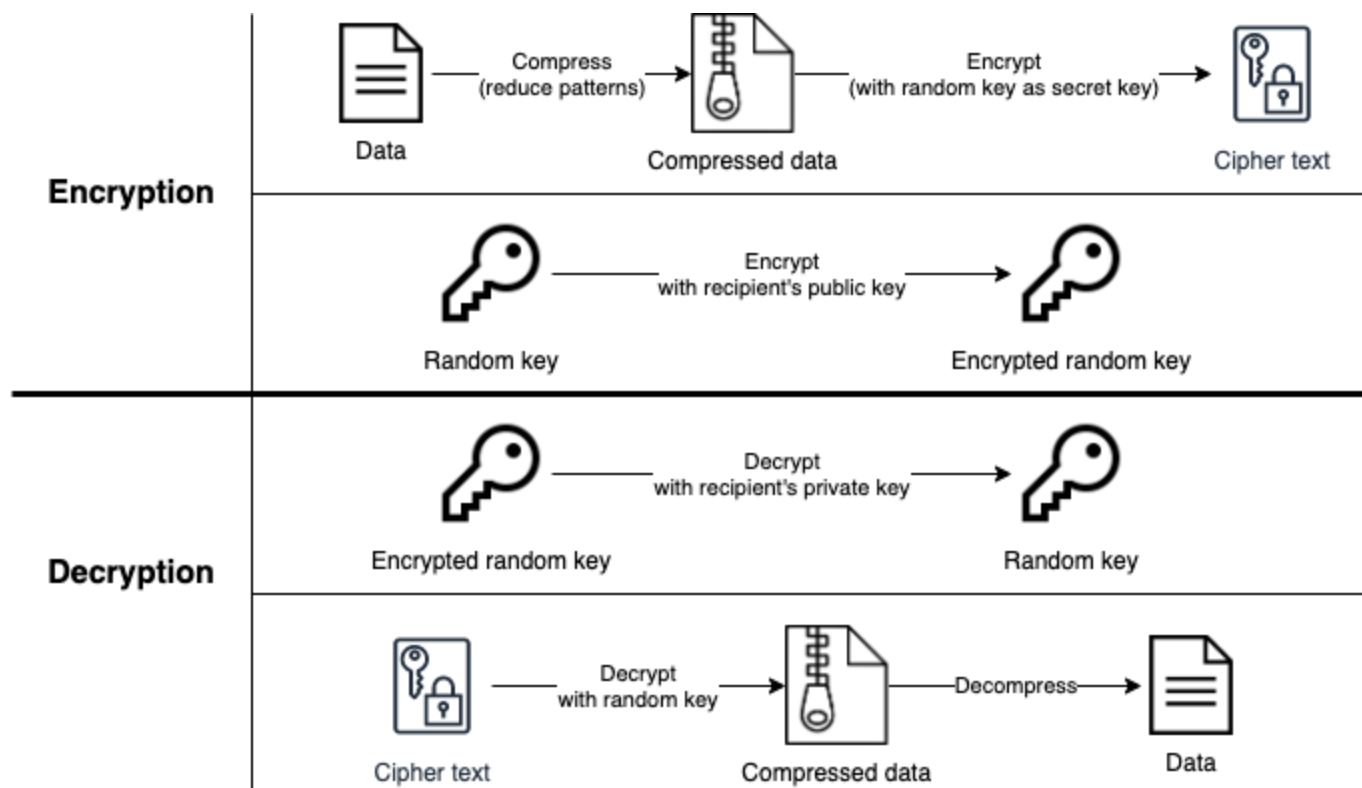 Compress
(reduce patterns)
Encrypt
(with random key as secret key)
Data
Compressed data
Cipher text
Encryption
Encrypt
with recipient's public key
Random key
Encrypted random key
Decrypt
with recipient's private key
Encrypted random key
Random key
Decryption
Decrypt
with random key
Decompress
Cipher text
Compressed data
Data